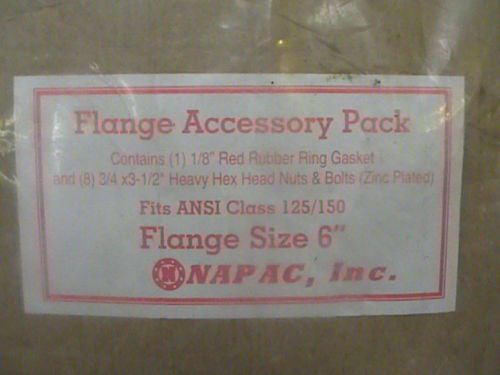 Flange Accessory Pack
Contains (1) 1/8" Red Rubber Ring Gasket
and (8) 3/4 x3-1/2" Heavy Hex Head Nuts & Bolts (Zinc Plated)
Fits ANSI Class 125/150
Flange Size 6"
N NAPAC, Inc.